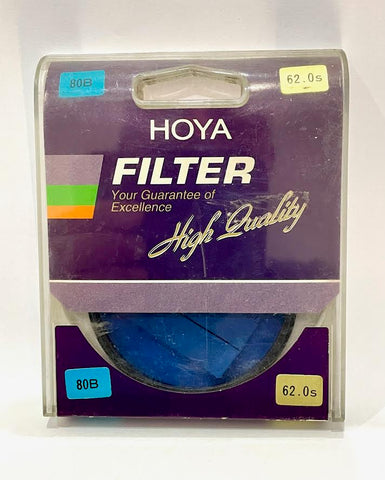 80B
62.0s
HOYA
FILTER
Your Guarantee of
Excellence
High Quality
80B
62.0s